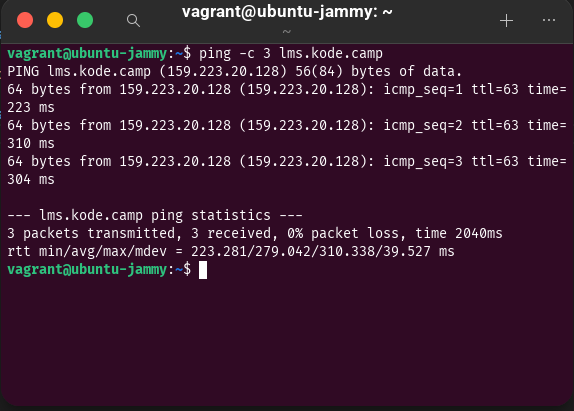 vagrant@ubuntu-jammy: ~
~
vagrant@ubuntu-jammy:~$ ping -c 3 lms.kode.camp
PING lms.kode.camp (159.223.20.128) 56(84) bytes of data.
64 bytes from 159.223.20.128 (159.223.20.128): icmp_seq=1 ttl=63 time=
223 ms
64 bytes from 159.223.20.128 (159.223.20.128): icmp_seq=2 ttl=63 time=
310 ms
64 bytes from 159.223.20.128 (159.223.20.128): icmp_seq=3 ttl=63 time=
304 ms
--- lms.kode.camp ping statistics ---
3 packets transmitted, 3 received, 0% packet loss, time 2040ms
rtt min/avg/max/mdev = 223.281/279.042/310.338/39.527 ms
vagrant@ubuntu-jammy:~$